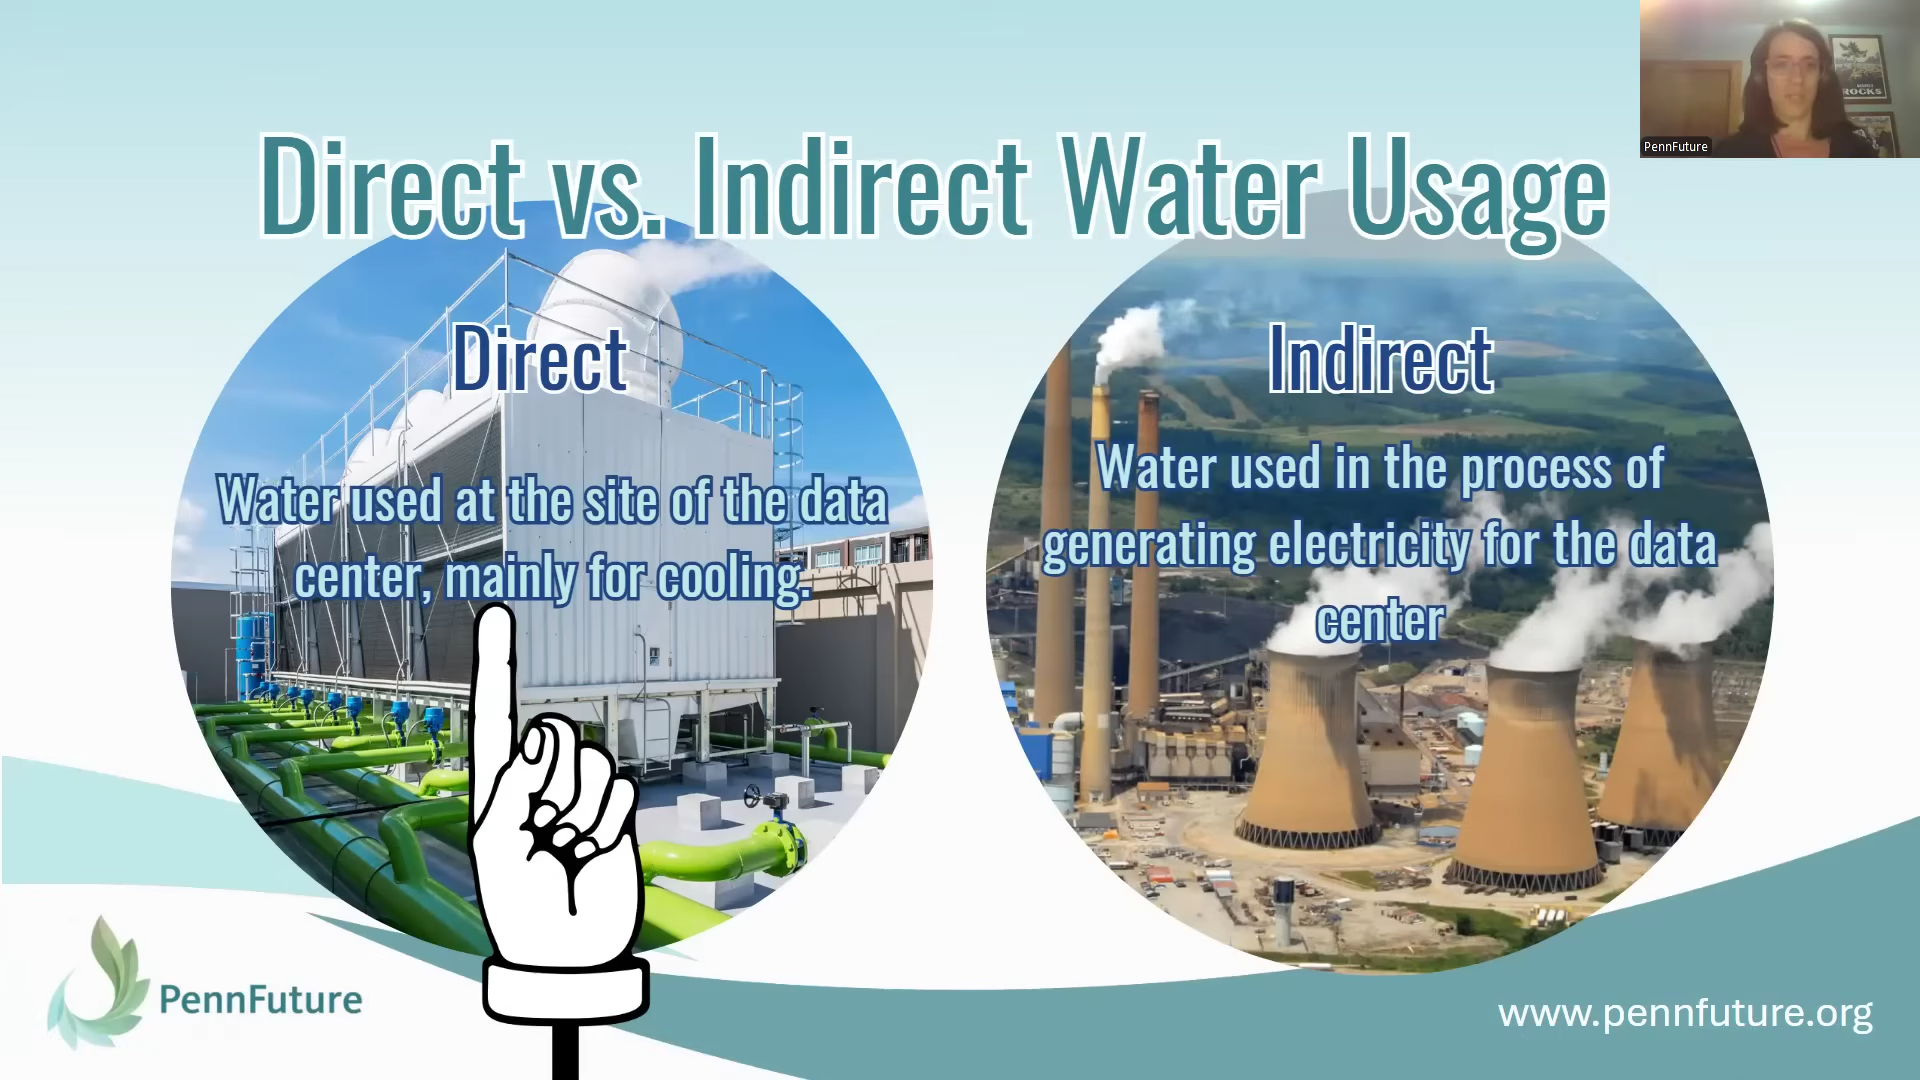 Direct vs. Indirect Water Usage
Direct
Water used at the site of the data
center, mainly for cooling.
Indirect
Water used in the process of
generating electricity for the data
center
PennFuture
www.pennfuture.org
PennFuture
ROCKS